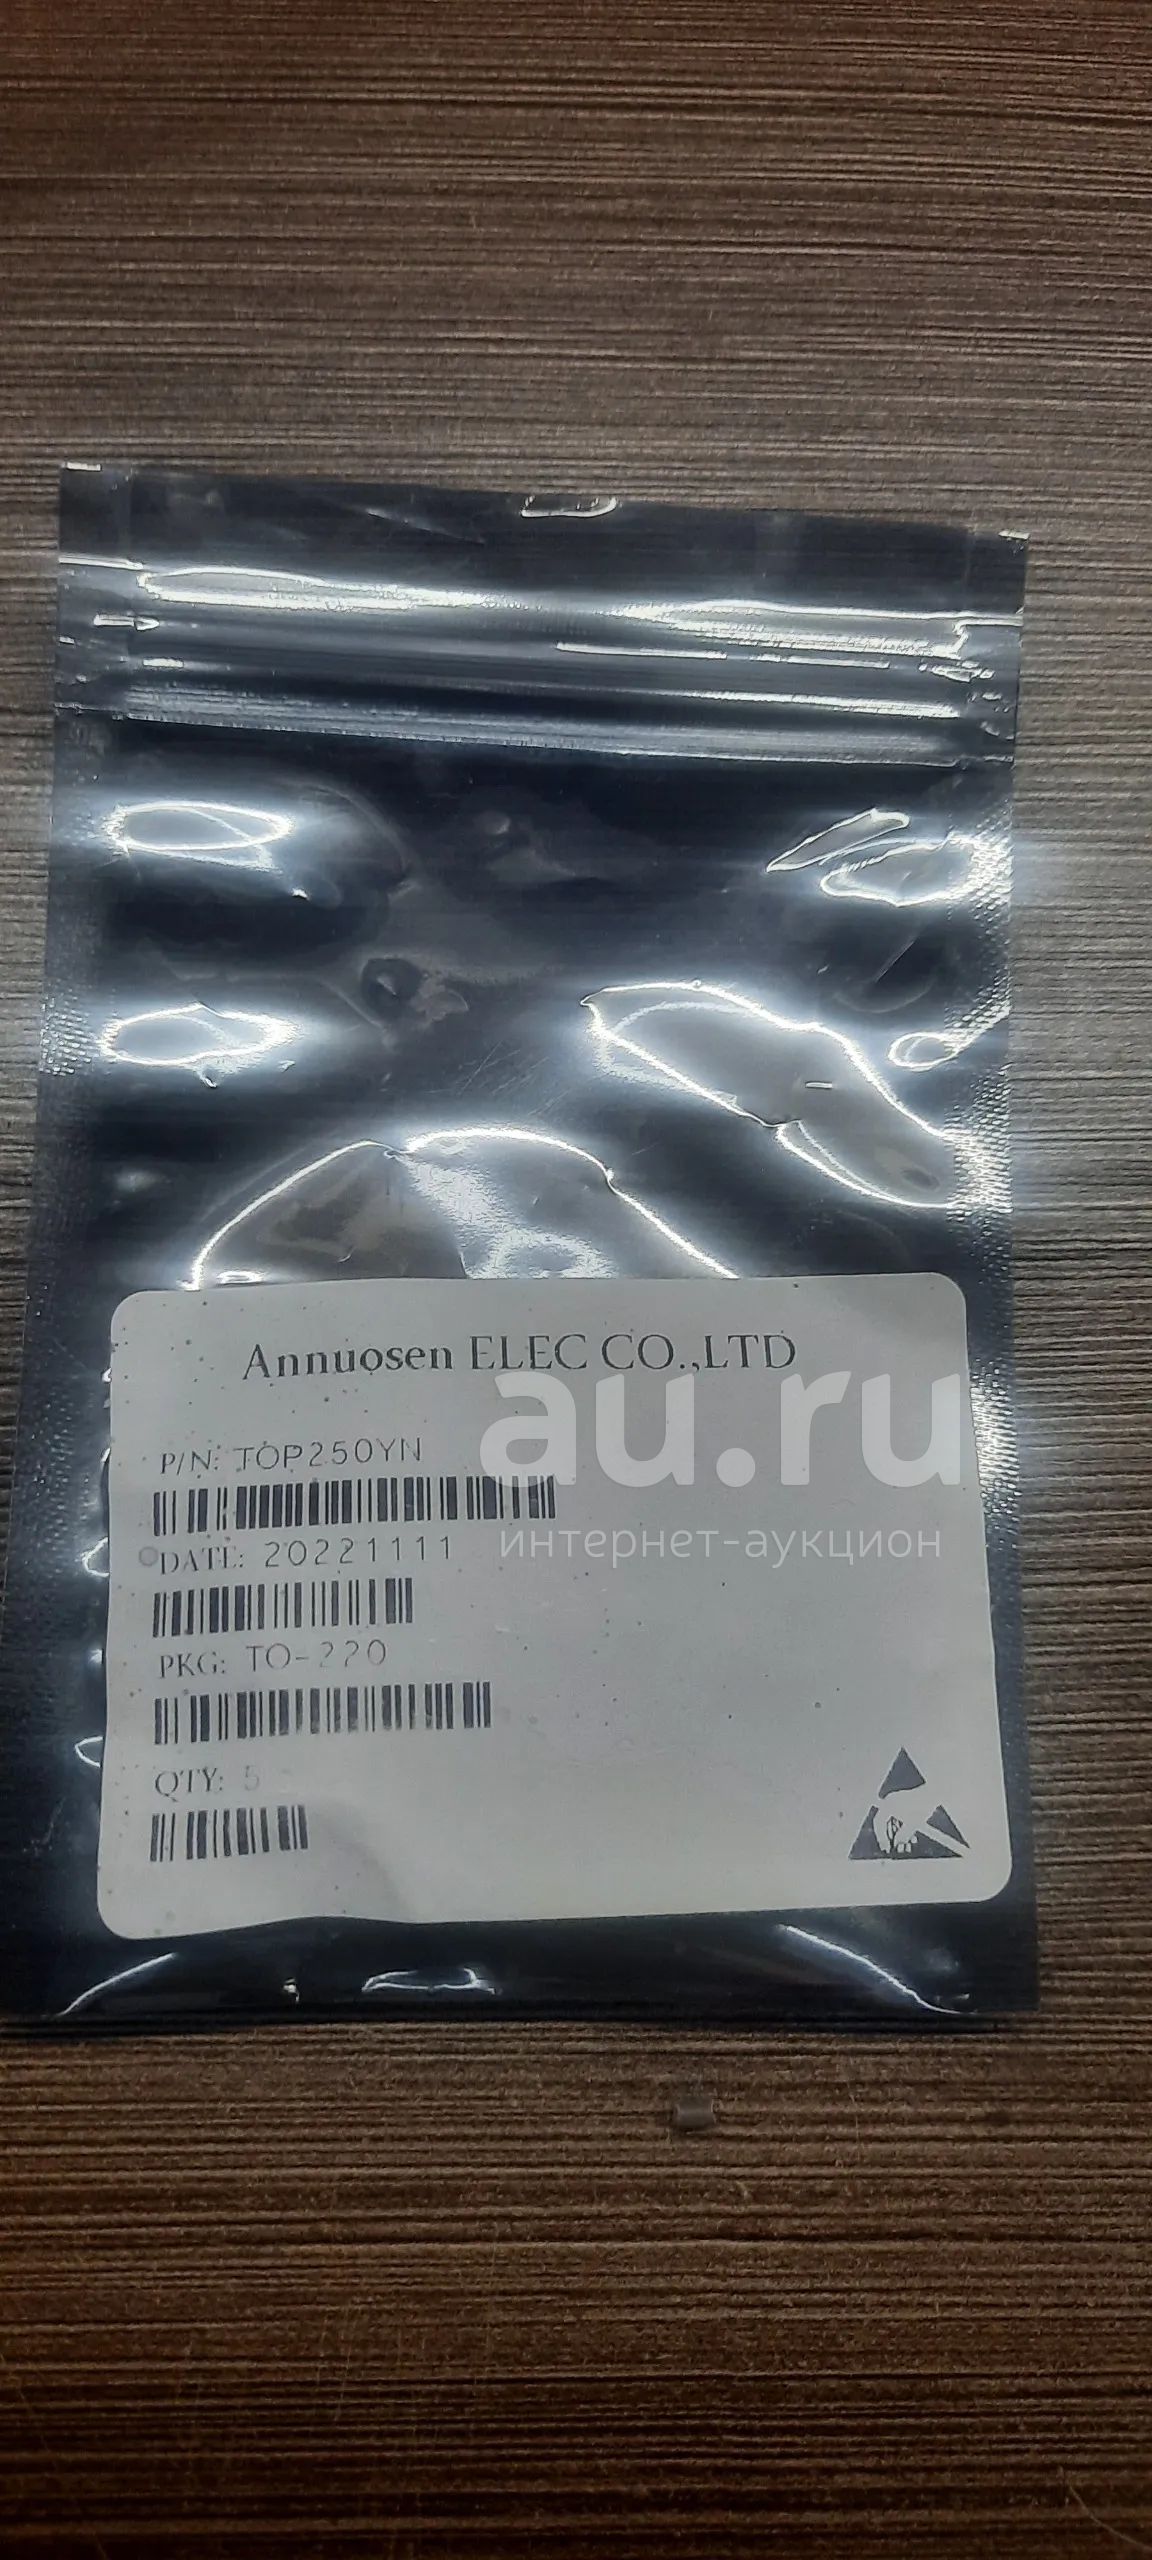 Annuosen ELEC CO.,LTD
au.ru
P/N: TOP250YN
интернет-аукцион
DATE: 20221111
PKG: TO-220
QTY: 5